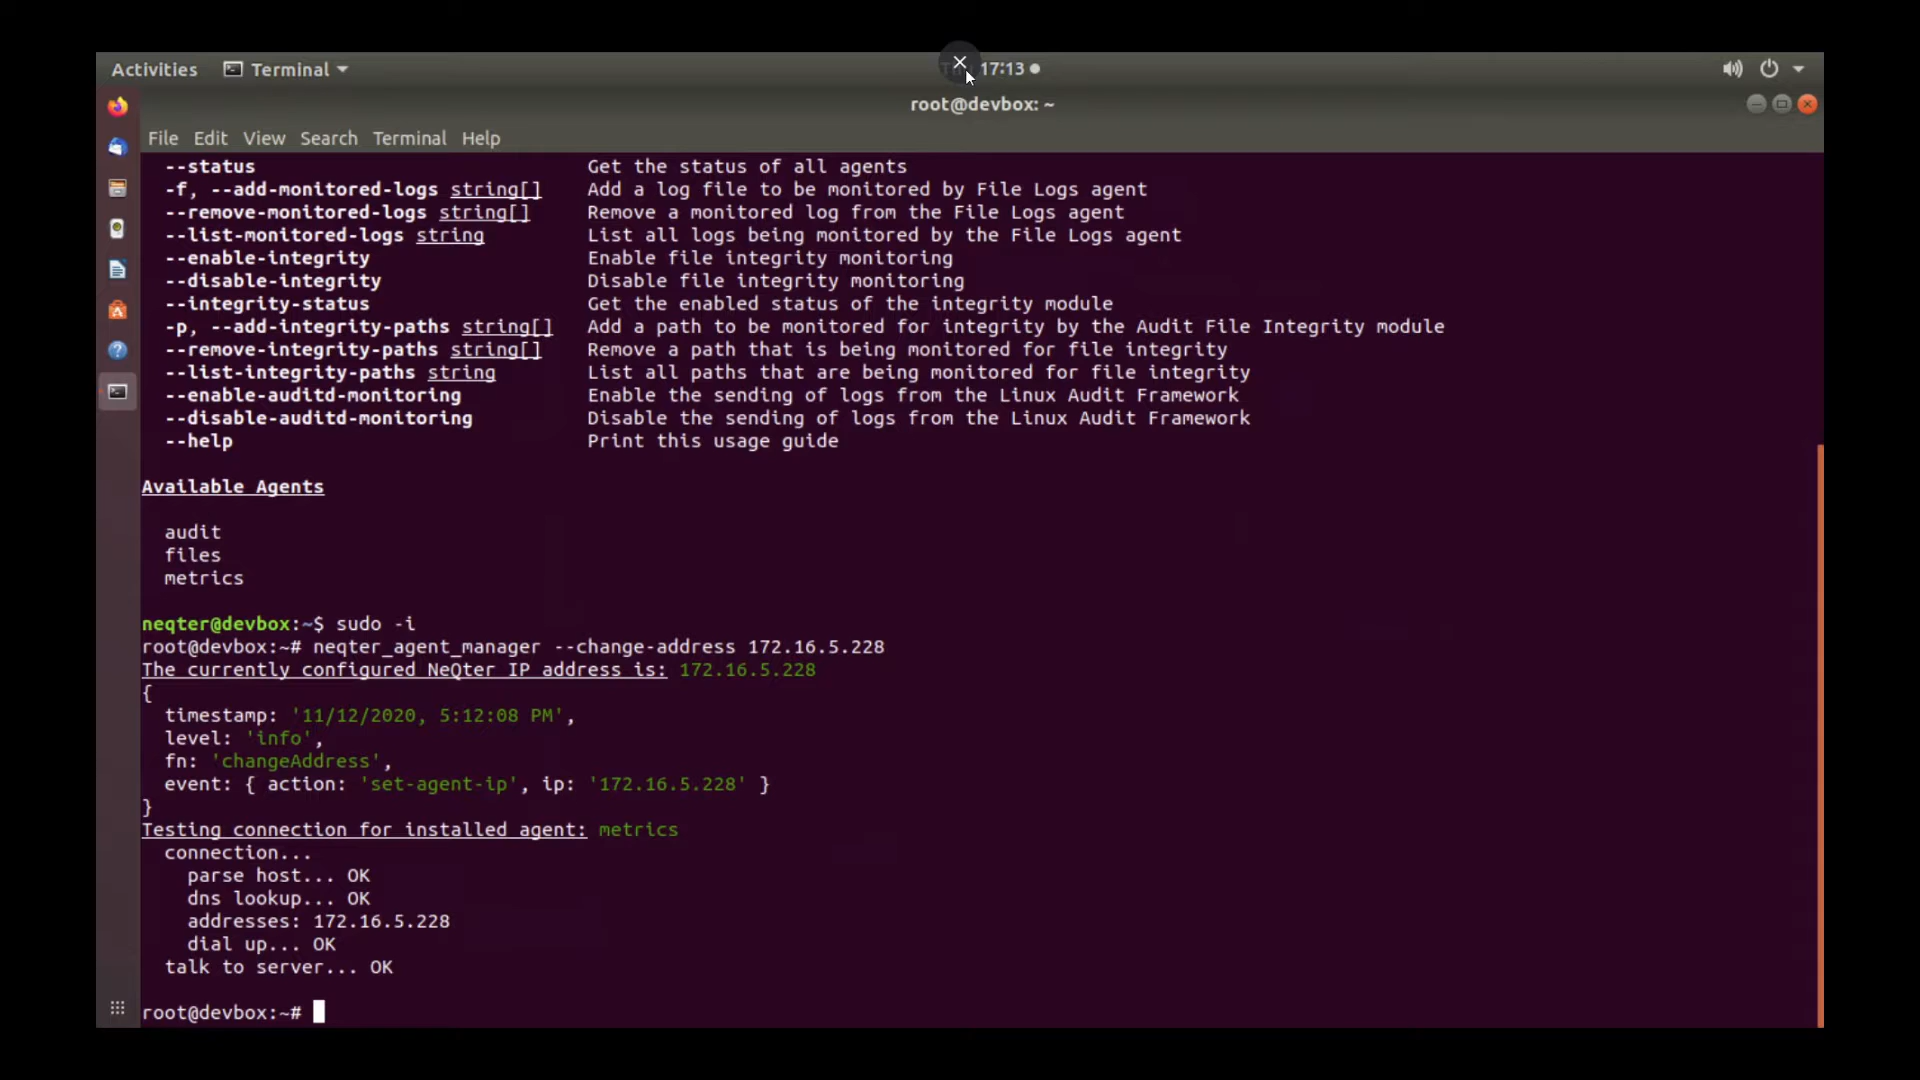 Activities Terminal 17:13
root@devbox: ~
File Edit View Search Terminal Help
--status Get the status of all agents
-f, --add-monitored-logs string[] Add a log file to be monitored by File Logs agent
--remove-monitored-logs string[] Remove a monitored log from the File Logs agent
--list-monitored-logs string List all logs being monitored by the File Logs agent
--enable-integrity Enable file integrity monitoring
--disable-integrity Disable file integrity monitoring
--integrity-status Get the enabled status of the integrity module
-p, --add-integrity-paths string[] Add a path to be monitored for integrity by the Audit File Integrity module
--remove-integrity-paths string[] Remove a path that is being monitored for file integrity
--list-integrity-paths string List all paths that are being monitored for file integrity
--enable-auditd-monitoring Enable the sending of logs from the Linux Audit Framework
--disable-auditd-monitoring Disable the sending of logs from the Linux Audit Framework
--help Print this usage guide
Available Agents
audit
files
metrics
neqter@devbox:~$ sudo -i
root@devbox:~# neqter_agent_manager --change-address 172.16.5.228
The currently configured NeQter IP address is: 172.16.5.228
{
timestamp: '11/12/2020, 5:12:08 PM',
level: 'info',
fn: 'changeAddress',
event: { action: 'set-agent-ip', ip: '172.16.5.228' }
}
Testing connection for installed agent: metrics
connection...
parse host... OK
dns lookup... OK
addresses: 172.16.5.228
dial up... OK
talk to server... OK
root@devbox:~#